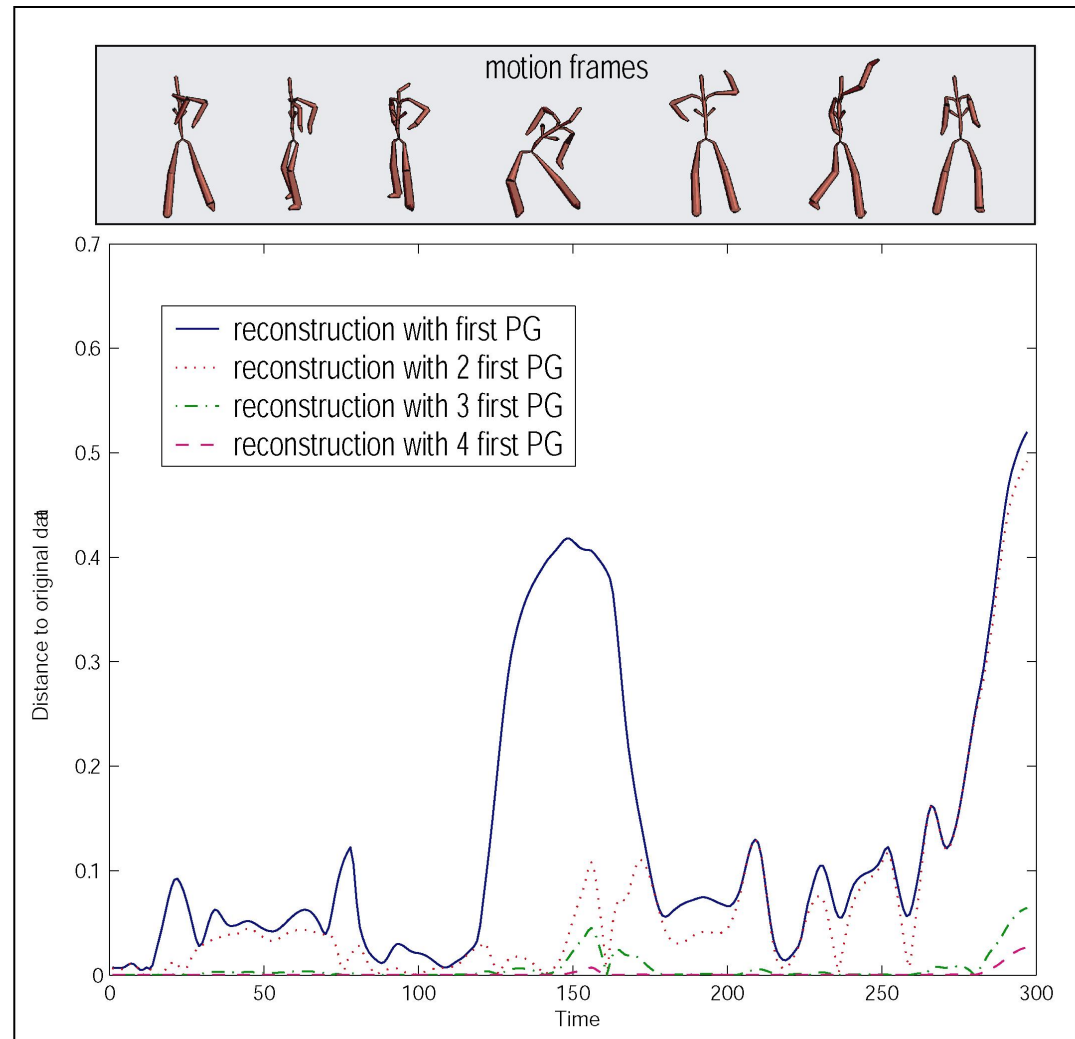 motion frames
0.7
0.6
0.5
0.4
0.3
0.2
0.1
0
reconstruction with first PG
reconstruction with 2 first PG
reconstruction with 3 first PG
reconstruction with 4 first PG
Distance to original data
0 50 100 150 200 250 300
Time